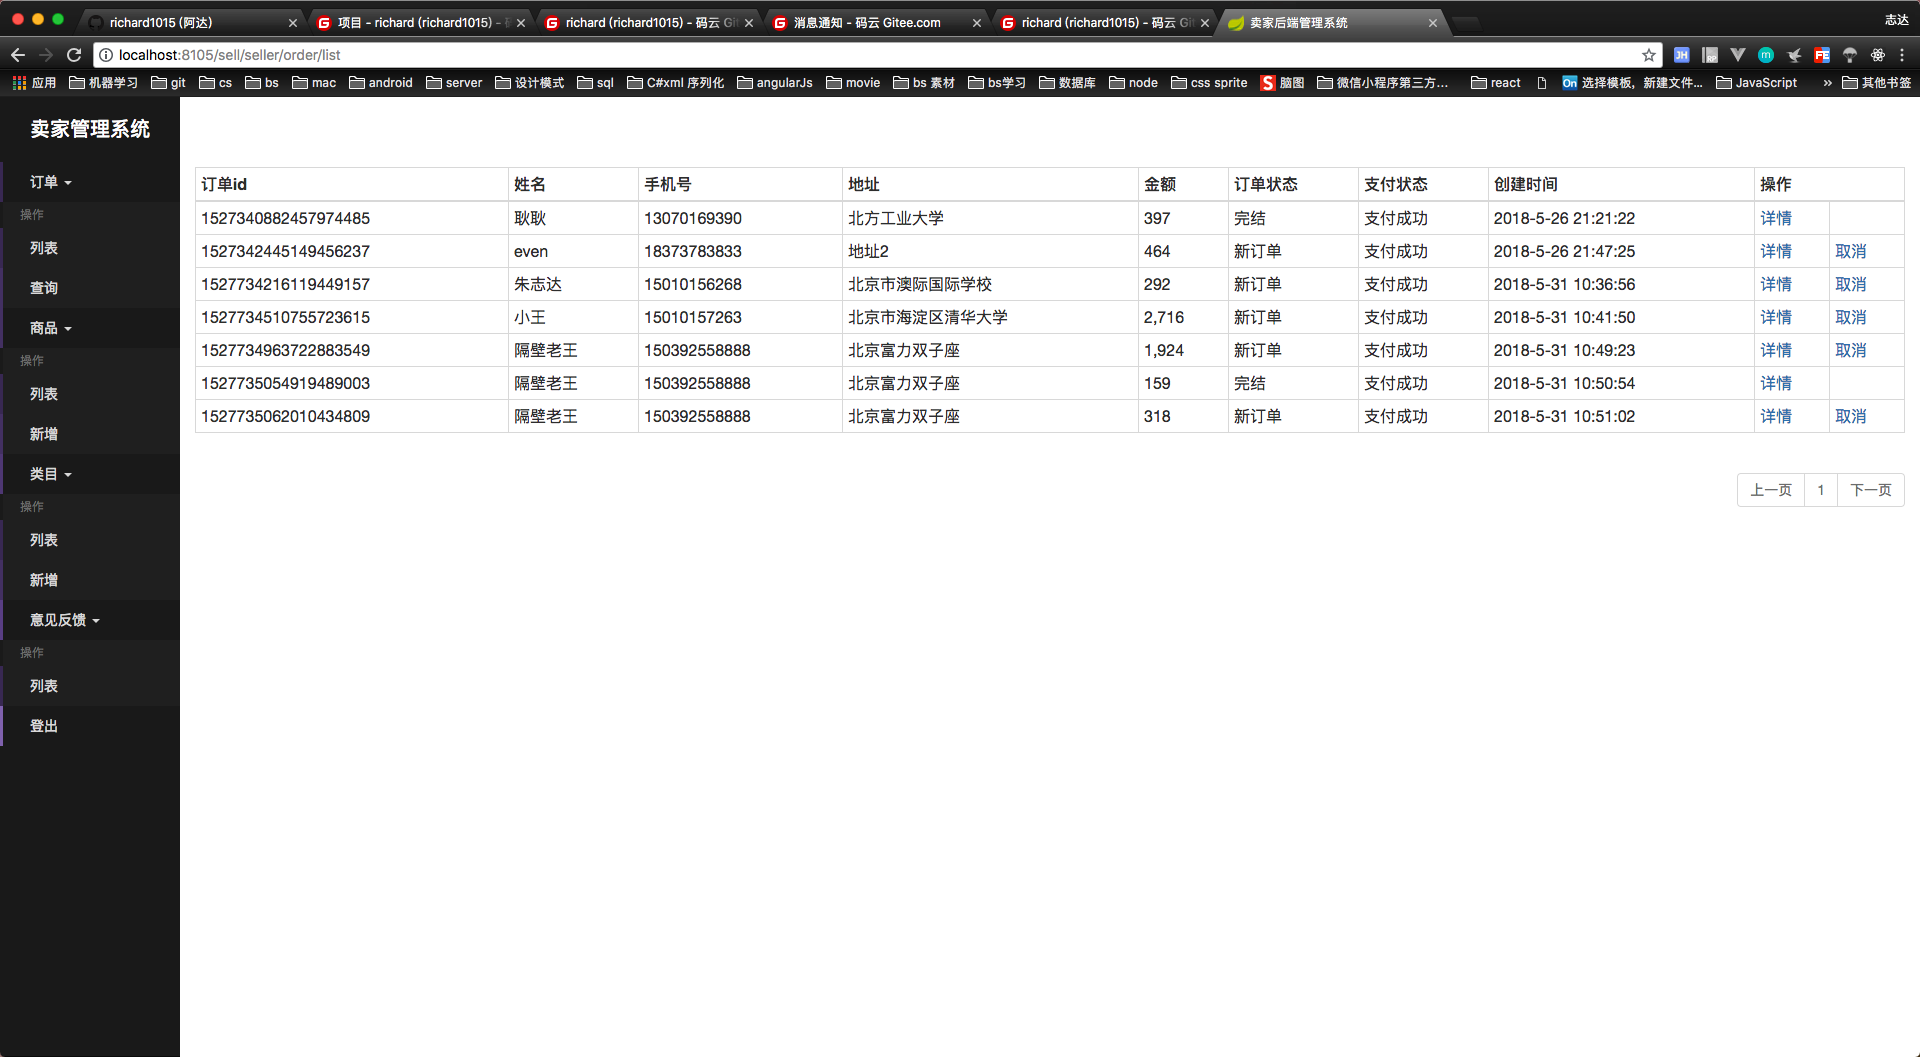 richard1015 (阿达)
项目 - richard (richard1015) -
richard (richard1015) - 码云 Git
消息通知 - 码云 Gitee.com
richard (richard1015) - 码云 Git
卖家后端管理系统
志达
localhost:8105/sell/seller/order/list
应用 机器学习 git cs bs mac android server 设计模式 sql C#xml 序列化 angularJs movie bs 素材 bs学习 数据库 node css sprite 脑图 微信小程序第三方... react On 选择模板，新建文件... JavaScript » 其他书签
卖家管理系统
订单
操作
列表
查询
商品
操作
列表
新增
类目
操作
列表
新增
意见反馈
操作
列表
登出
订单id 姓名 手机号 地址 金额 订单状态 支付状态 创建时间 操作
1527340882457974485 耿耿 13070169390 北方工业大学 397 完结 支付成功 2018-5-26 21:21:22 详情
1527342445149456237 even 18373783833 地址2 464 新订单 支付成功 2018-5-26 21:47:25 详情 取消
1527734216119449157 朱志达 15010156268 北京市澳际国际学校 292 新订单 支付成功 2018-5-31 10:36:56 详情 取消
1527734510755723615 小王 15010157263 北京市海淀区清华大学 2,716 新订单 支付成功 2018-5-31 10:41:50 详情 取消
1527734963722883549 隔壁老王 150392558888 北京富力双子座 1,924 新订单 支付成功 2018-5-31 10:49:23 详情 取消
1527735054919489003 隔壁老王 150392558888 北京富力双子座 159 完结 支付成功 2018-5-31 10:50:54 详情
1527735062010434809 隔壁老王 150392558888 北京富力双子座 318 新订单 支付成功 2018-5-31 10:51:02 详情 取消
上一页 1 下一页